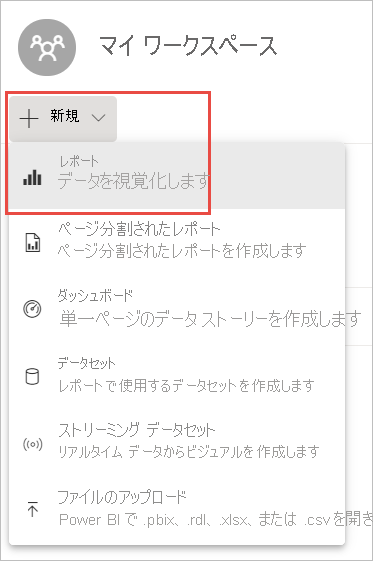 マイ ワークスペース
新規
レポート
データを視覚化します
ページ分割されたレポート
ページ分割されたレポートを作成します
ダッシュボード
単一ページのデータ ストーリーを作成します
データセット
レポートで使用するデータセットを作成します
ストリーミング データセット
リアルタイム データからビジュアルを作成します
ファイルのアップロード
Power BI で .pbix、.rdl、.xlsx、または .csv を開き